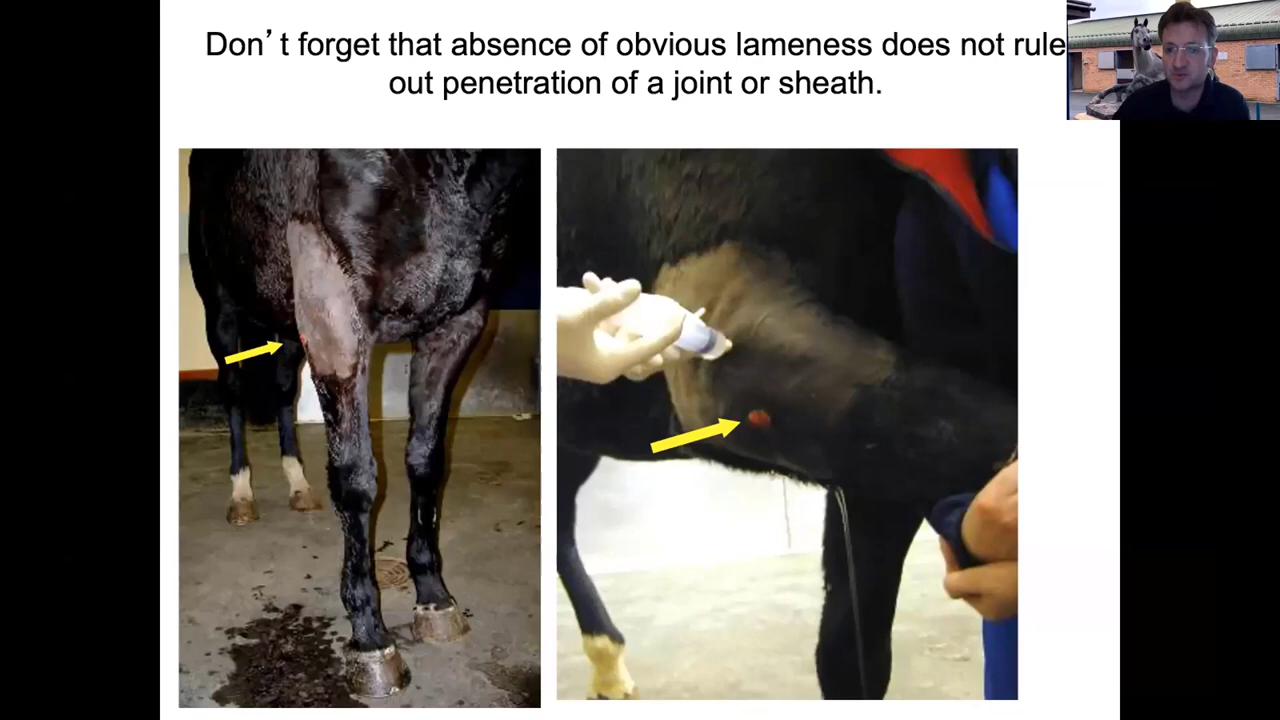 Don’t forget that absence of obvious lameness does not rule
out penetration of a joint or sheath.